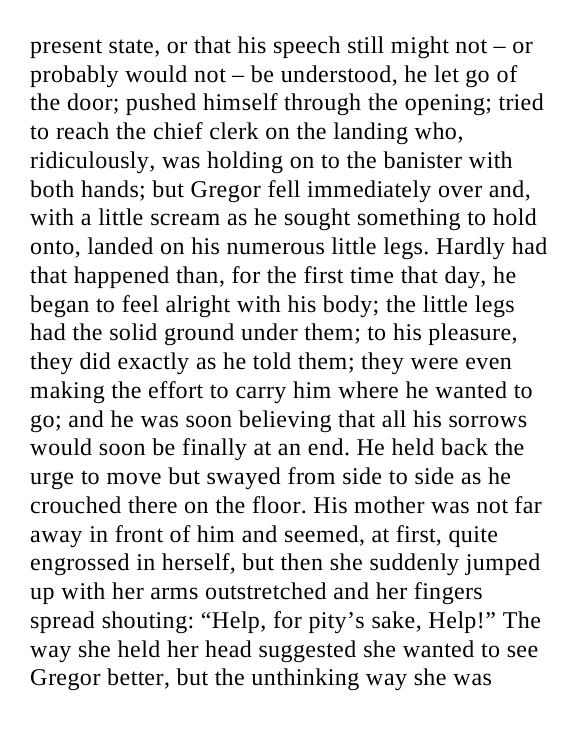 present state, or that his speech still might not – or
probably would not – be understood, he let go of
the door; pushed himself through the opening; tried
to reach the chief clerk on the landing who,
ridiculously, was holding on to the banister with
both hands; but Gregor fell immediately over and,
with a little scream as he sought something to hold
onto, landed on his numerous little legs. Hardly had
that happened than, for the first time that day, he
began to feel alright with his body; the little legs
had the solid ground under them; to his pleasure,
they did exactly as he told them; they were even
making the effort to carry him where he wanted to
go; and he was soon believing that all his sorrows
would soon be finally at an end. He held back the
urge to move but swayed from side to side as he
crouched there on the floor. His mother was not far
away in front of him and seemed, at first, quite
engrossed in herself, but then she suddenly jumped
up with her arms outstretched and her fingers
spread shouting: “Help, for pity’s sake, Help!” The
way she held her head suggested she wanted to see
Gregor better, but the unthinking way she was